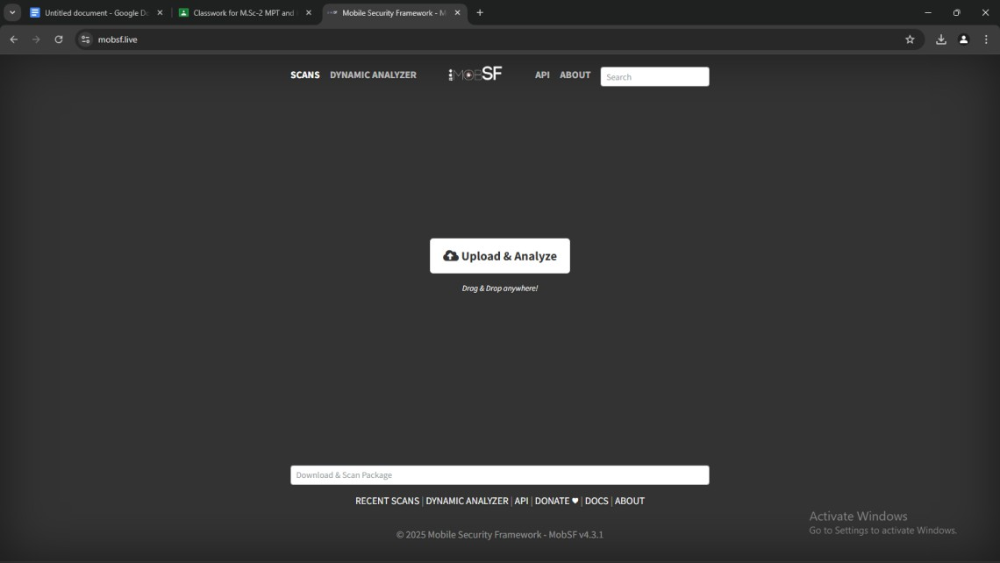 Untitled document - Google Do
Classwork for M.Sc-2 MPT and
Mobile Security Framework - M
mobsf.live
SCANS DYNAMIC ANALYZER MOBSF API ABOUT Search
Upload & Analyze
Drag & Drop anywhere!
Download & Scan Package
RECENT SCANS | DYNAMIC ANALYZER | API | DONATE ♥ | DOCS | ABOUT
© 2025 Mobile Security Framework - MobSF v4.3.1
Activate Windows
Go to Settings to activate Windows.